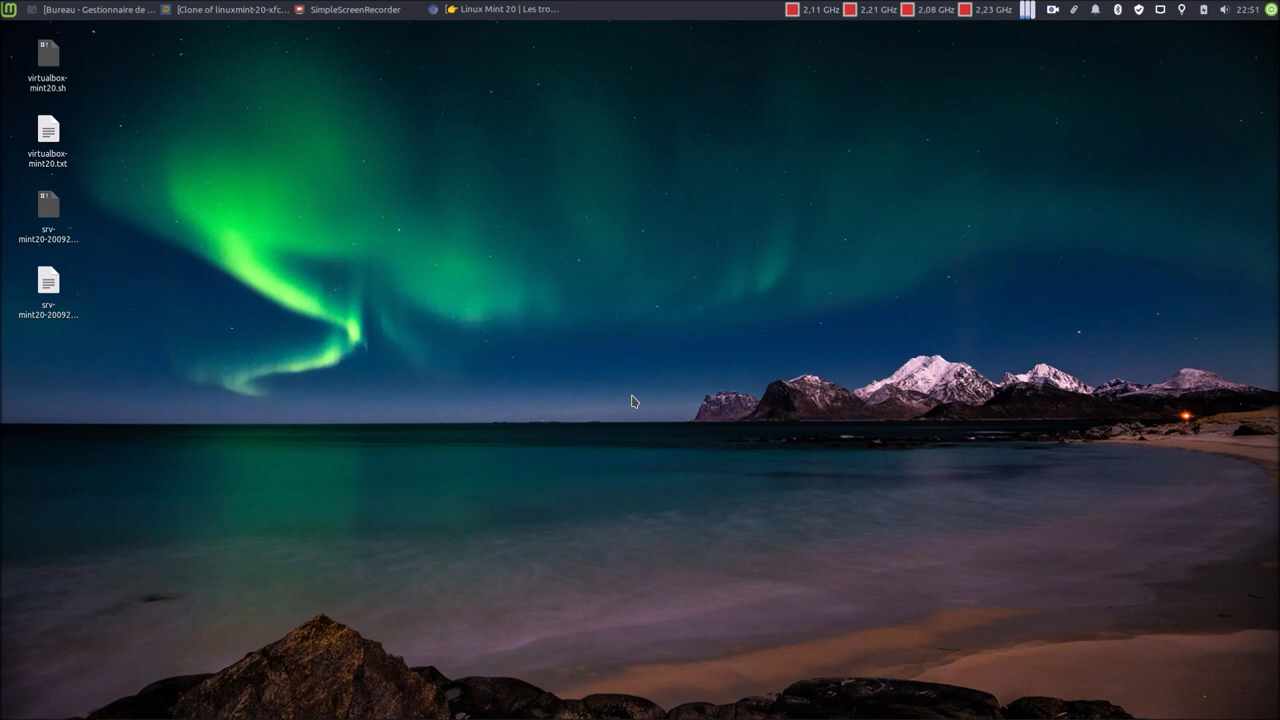 [Bureau - Gestionnaire de ...
[Clone of linuxmint-20-xfc...
SimpleScreenRecorder
[👉 Linux Mint 20 | Les tro...
2,11 GHz
2,21 GHz
2,08 GHz
2,23 GHz
22:51
virtualbox-
mint20.sh
virtualbox-
mint20.txt
srv-
mint20-20092...
srv-
mint20-20092...